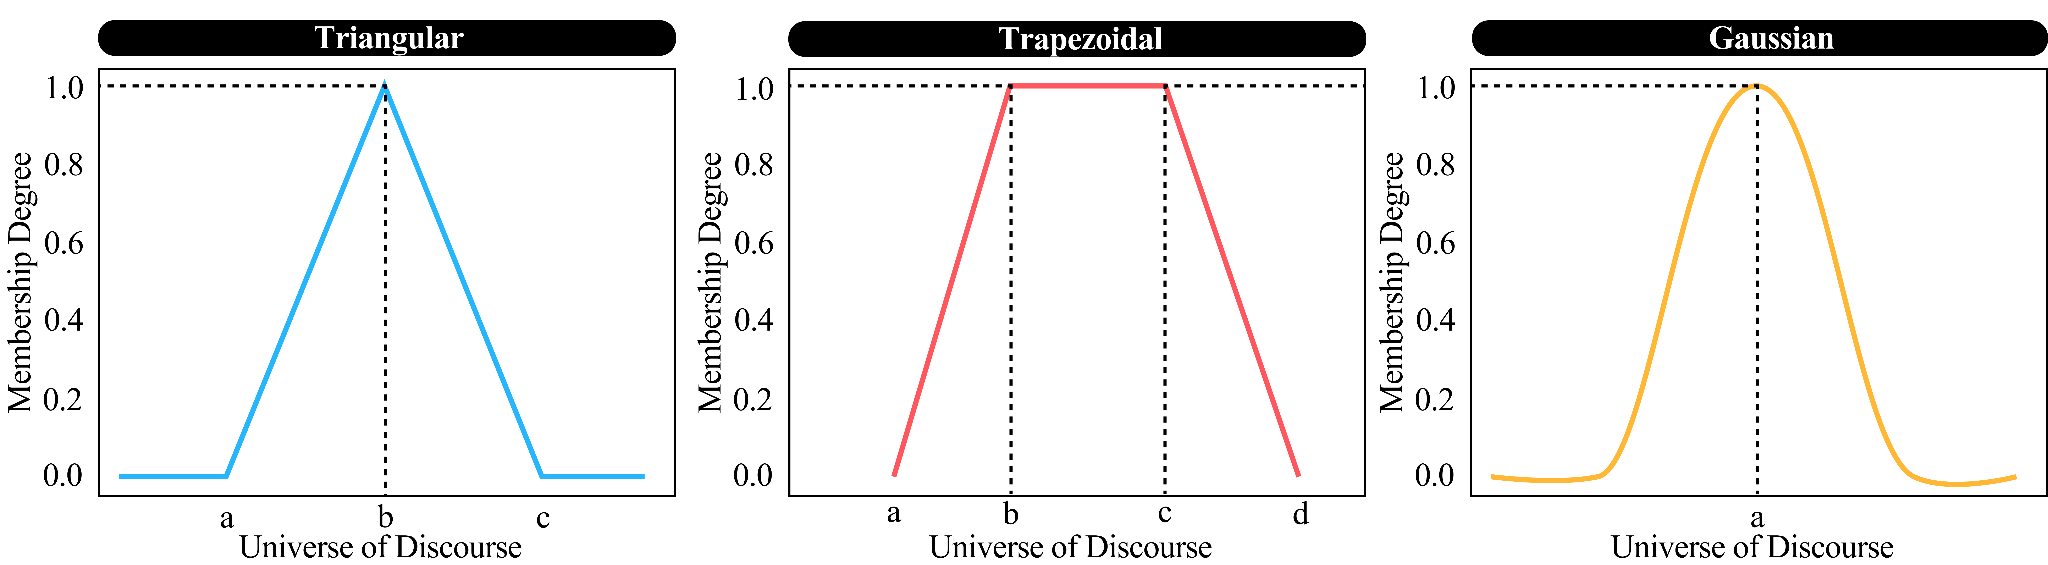 Triangular
1.0
0.8
0.6
0.4
0.2
0.0
Membership Degree
a b c
Universe of Discourse
Trapezoidal
1.0
0.8
0.6
0.4
0.2
0.0
Membership Degree
a b c d
Universe of Discourse
Gaussian
1.0
0.8
0.6
0.4
0.2
0.0
Membership Degree
a
Universe of Discourse